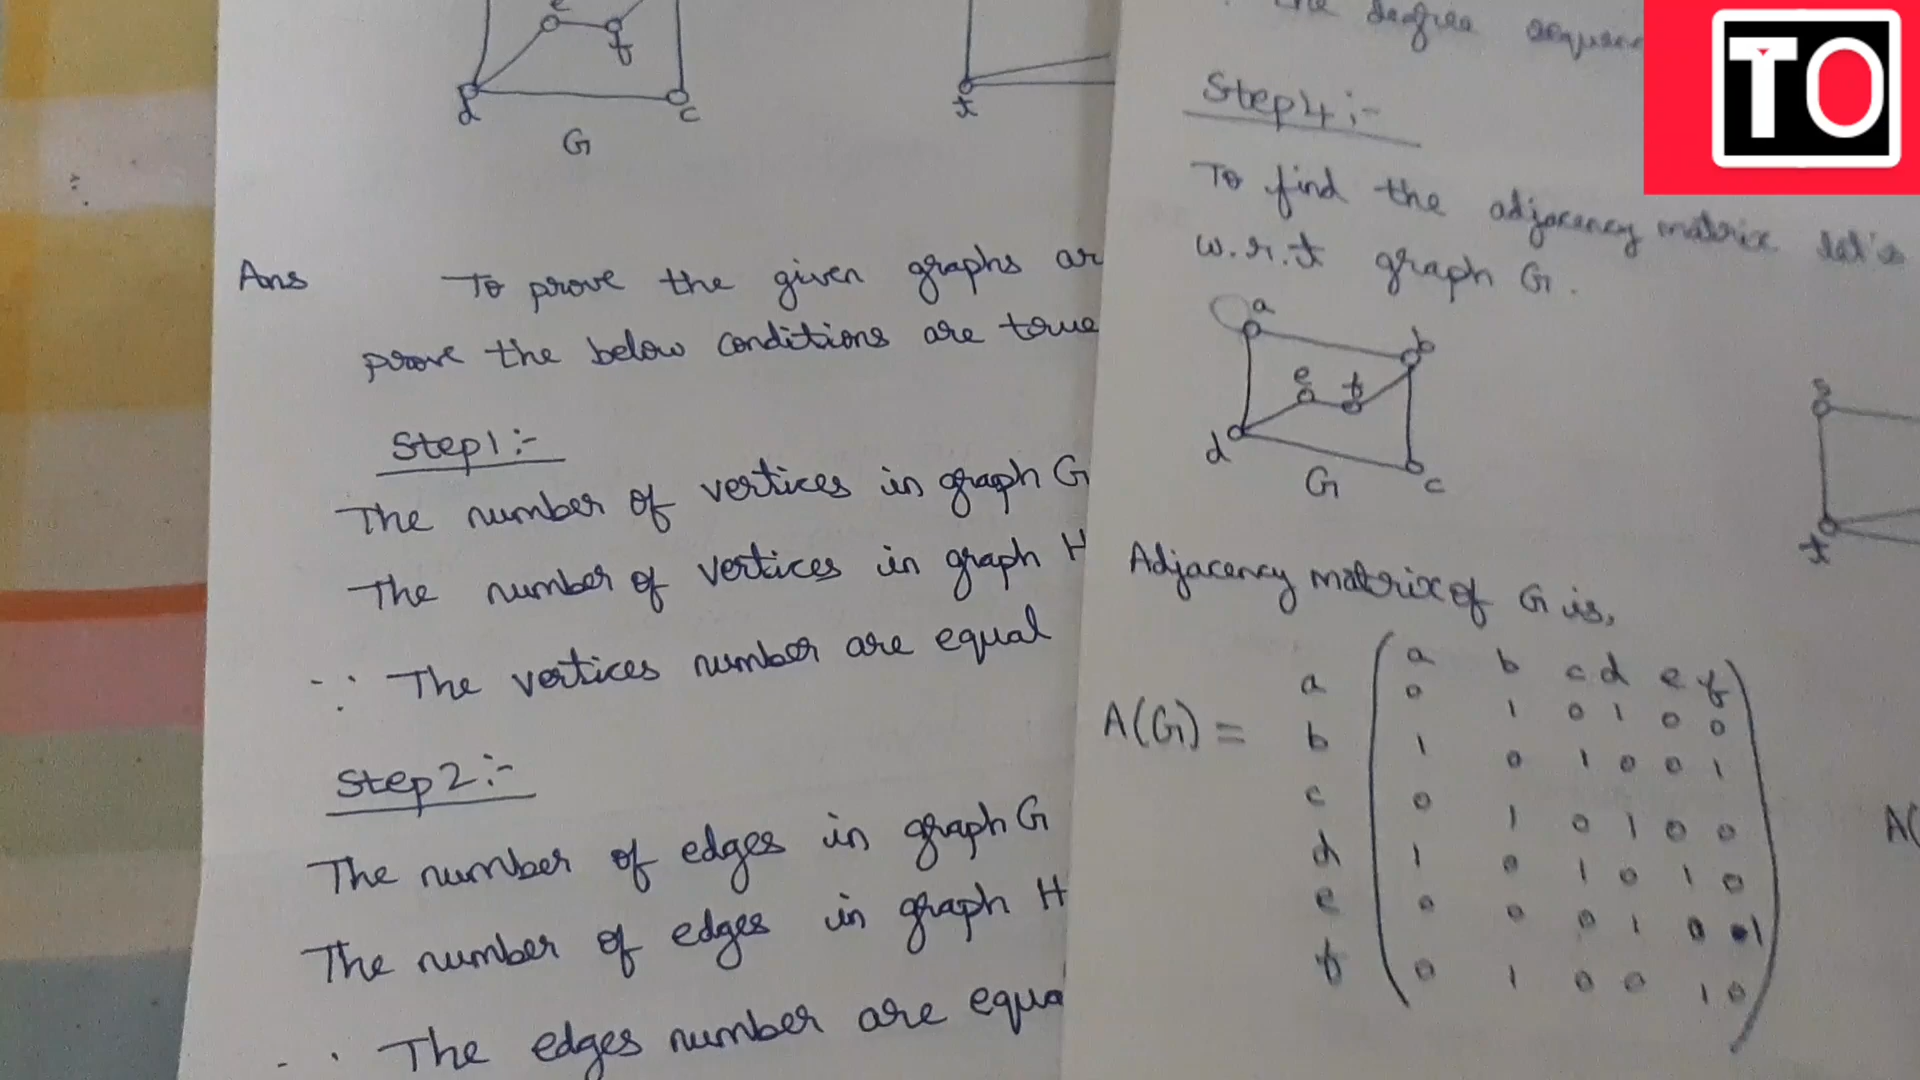 e
f
d
c
G
t
Ans To prove the given graphs ar
prove the below conditions are true
Step1:-
The number of vertices in graph G
The number of vertices in graph H
∴ The vertices number are equal
Step2:-
The number of edges in graph G
The number of edges in graph H
∴ The edges number are equa
the degree sequenc
Step4:-
To find the adjacency matrix let's
w.r.t graph G.
a
b
e f
d
G c
s
t
Adjacency matrix of G is,
a b c d e f
A(G) =
a 0 1 0 1 0 0
b 1 0 1 0 0 1
c 0 1 0 1 0 0
d 1 0 1 0 1 0
e 0 0 0 1 0 1
f 0 1 0 0 1 0
A(
TO